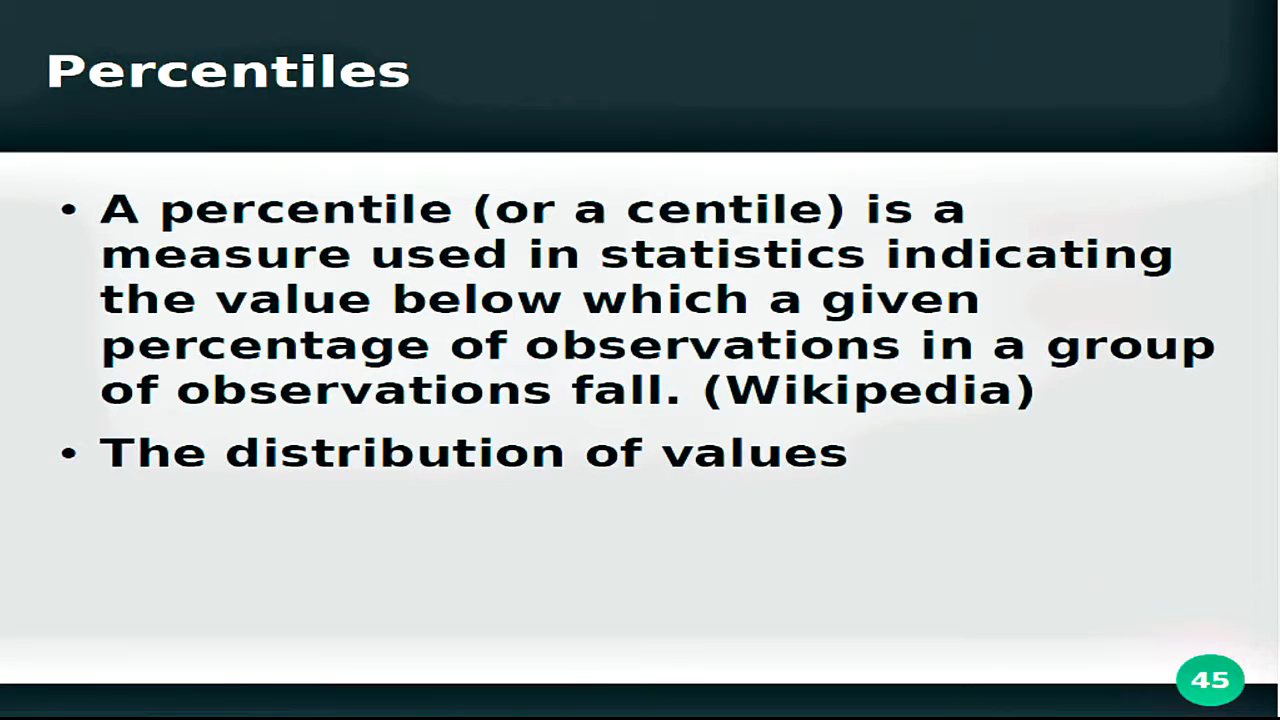 Percentiles
• A percentile (or a centile) is a
measure used in statistics indicating
the value below which a given
percentage of observations in a group
of observations fall. (Wikipedia)
• The distribution of values
45